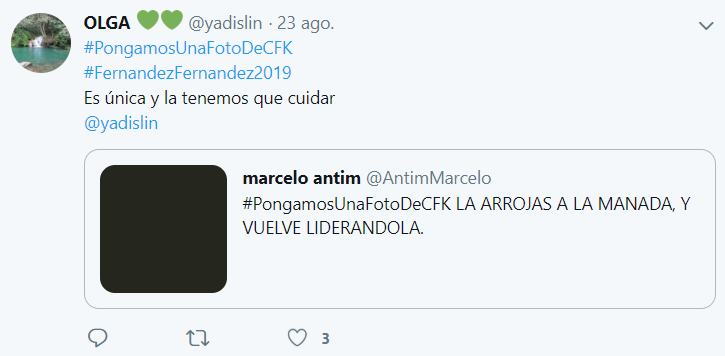 OLGA 💚💚 @yadislin · 23 ago.
#PongamosUnaFotoDeCFK
#FernandezFernandez2019
Es única y la tenemos que cuidar
@yadislin
marcelo antim @AntimMarcelo
#PongamosUnaFotoDeCFK LA ARROJAS A LA MANADA, Y
VUELVE LIDERANDOLA.
3